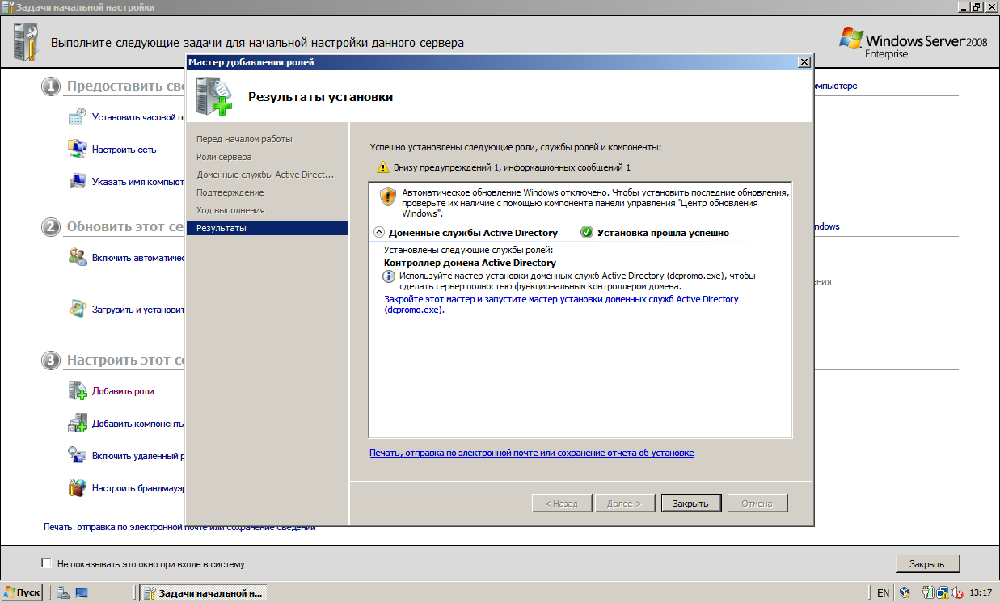 Задачи начальной настройки
Выполните следующие задачи для начальной настройки данного сервера
Windows Server 2008
Enterprise
1 Предоставить
омпьютере
Установить часовой
Настроить сеть
Указать имя компьют
2 Обновить этот
ndows
Включить автоматичес
ения
Загрузить и установит
3 Настроить этот
Добавить роли
Добавить компоненты
Включить удаленный
Настроить брандмауэр
Печать, отправка по электронной почте или сохранение сведений
Мастер добавления ролей
Результаты установки
Перед началом работы
Роли сервера
Доменные службы Active Direct...
Подтверждение
Ход выполнения
Результаты
Успешно установлены следующие роли, службы ролей и компоненты:
Внизу предупреждений 1, информационных сообщений 1
Автоматическое обновление Windows отключено. Чтобы установить последние обновления,
проверьте их наличие с помощью компонента панели управления "Центр обновления
Windows".
Доменные службы Active Directory Установка прошла успешно
Установлены следующие службы ролей:
Контроллер домена Active Directory
Используйте мастер установки доменных служб Active Directory (dcpromo.exe), чтобы
сделать сервер полностью функциональным контроллером домена.
Закройте этот мастер и запустите мастер установки доменных служб Active Directory
(dcpromo.exe).
Печать, отправка по электронной почте или сохранение отчета об установке
< Назад Далее > Закрыть Отмена
Не показывать это окно при входе в систему
Закрыть
Пуск Задачи начальной н... EN 13:17